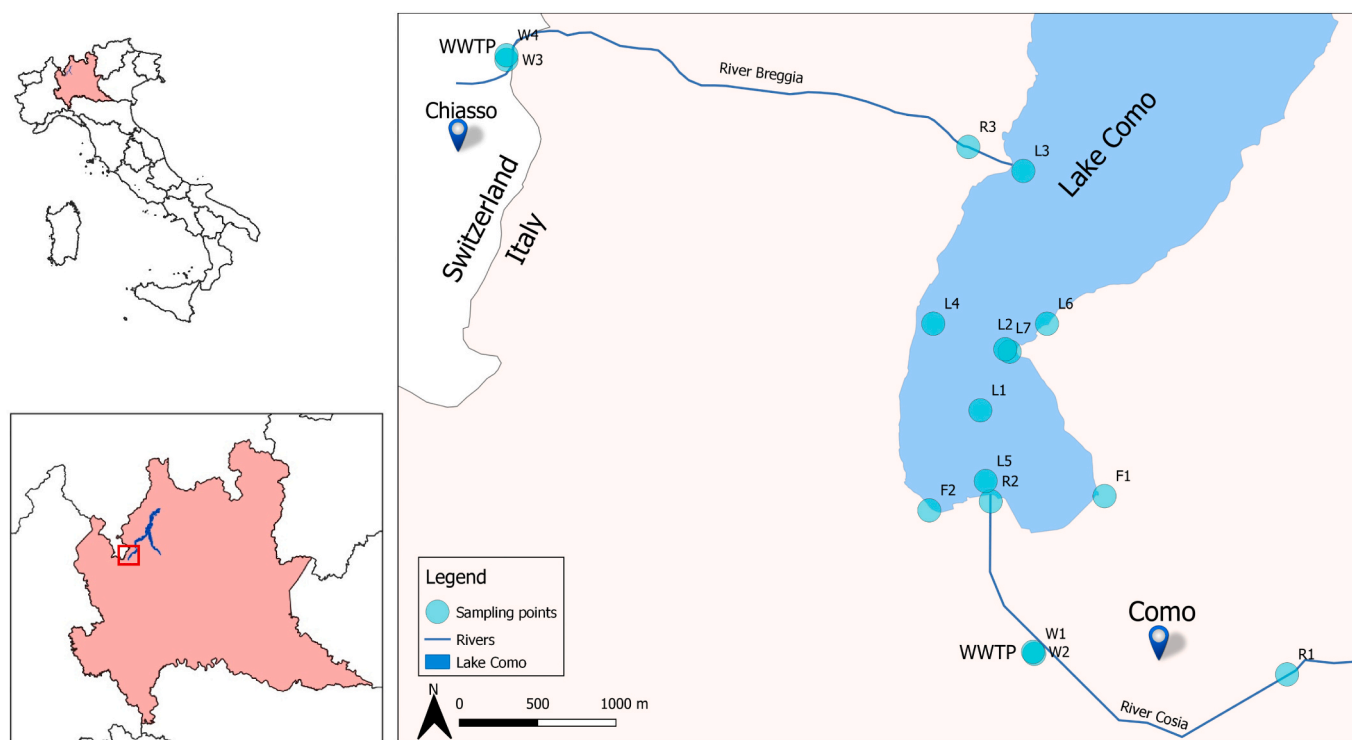 W4
WWTP
W3
River Breggia
Chiasso
R3
L3
Lake Como
Switzerland
Italy
L4
L6
L2
L7
L1
L5
R2
F2
F1
Legend
Sampling points
Rivers
Lake Como
N
0 500 1000 m
Como
W1
WWTP
W2
R1
River Cosia